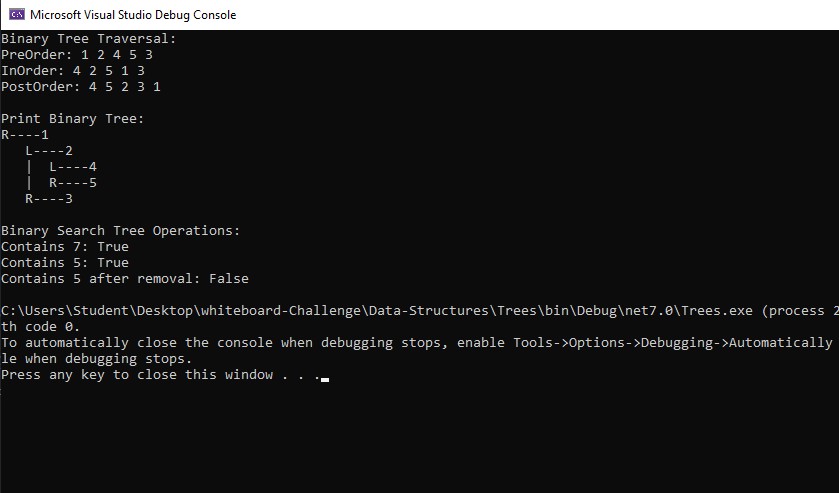 Microsoft Visual Studio Debug Console
Binary Tree Traversal:
PreOrder: 1 2 4 5 3
InOrder: 4 2 5 1 3
PostOrder: 4 5 2 3 1
Print Binary Tree:
R----1
   L----2
   |  L----4
   |  R----5
   R----3
Binary Search Tree Operations:
Contains 7: True
Contains 5: True
Contains 5 after removal: False
C:\Users\Student\Desktop\whiteboard-Challenge\Data-Structures\Trees\bin\Debug\net7.0\Trees.exe (process 2
th code 0.
To automatically close the console when debugging stops, enable Tools->Options->Debugging->Automatically
le when debugging stops.
Press any key to close this window . . .